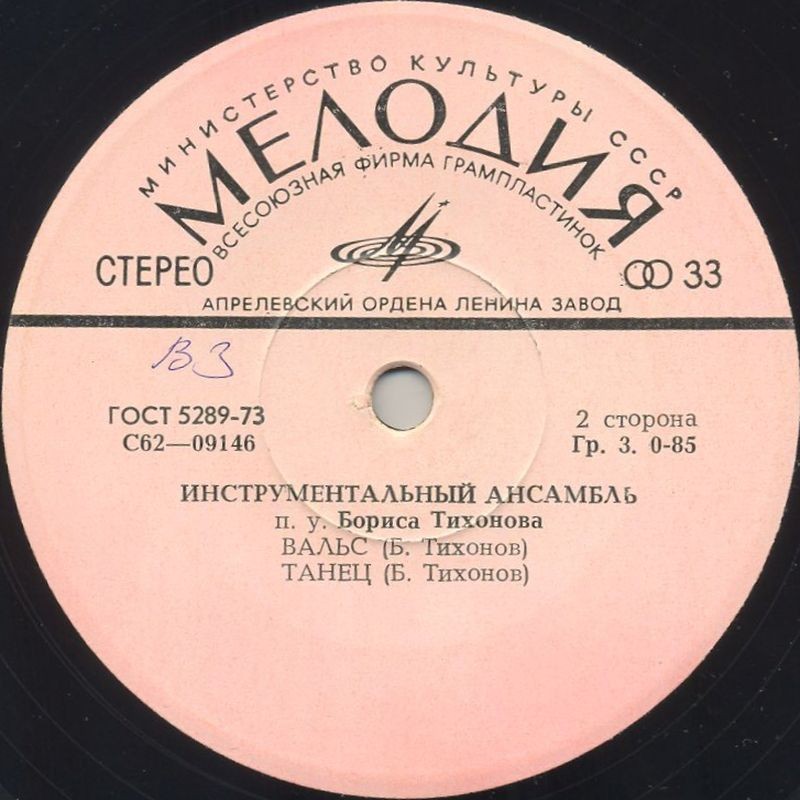 МИНИСТЕРСТВО КУЛЬТУРЫ СССР
МЕЛОДИЯ
ВСЕСОЮЗНАЯ ФИРМА ГРАМПЛАСТИНОК
СТЕРЕО
33
АПРЕЛЕВСКИЙ ОРДЕНА ЛЕНИНА ЗАВОД
В3
ГОСТ 5289-73
2 сторона
С62—09146
Гр. 3. 0-85
ИНСТРУМЕНТАЛЬНЫЙ АНСАМБЛЬ
п. у. Бориса Тихонова
ВАЛЬС (Б. Тихонов)
ТАНЕЦ (Б. Тихонов)